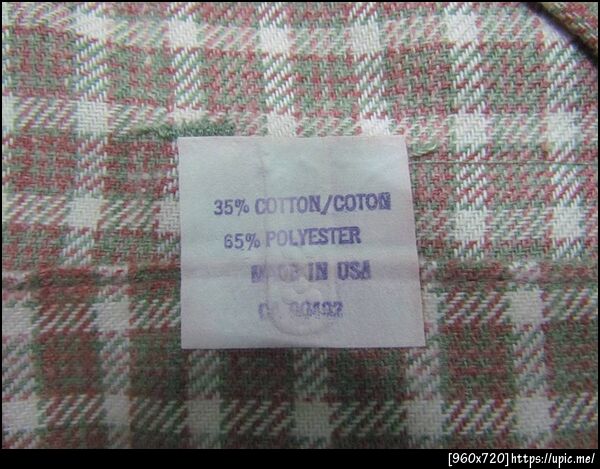 35% COTTON/COTON
65% POLYESTER
MADE IN USA
[960x720]https://upic.me/